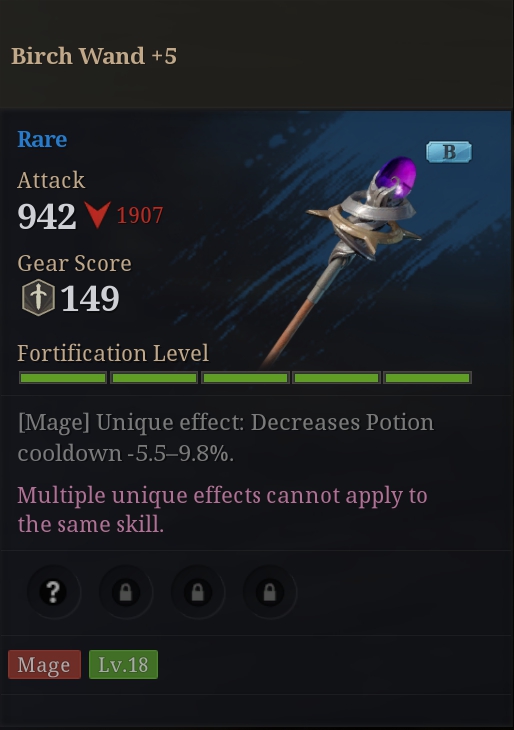 Birch Wand +5
Rare
B
Attack
942 1907
Gear Score
149
Fortification Level
[Mage] Unique effect: Decreases Potion
cooldown -5.5–9.8%.
Multiple unique effects cannot apply to
the same skill.
?
Mage Lv.18